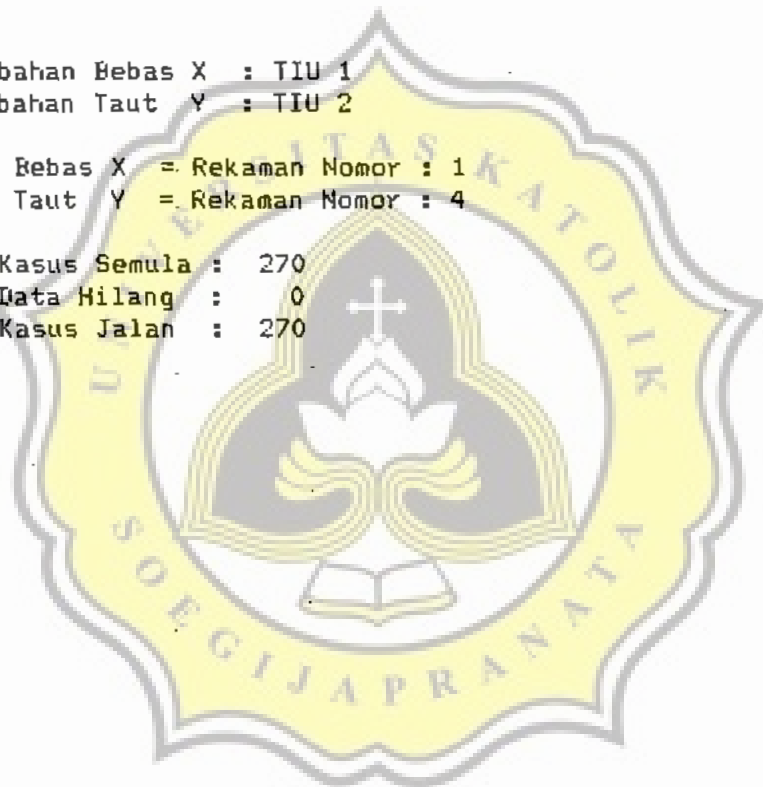 bahan Bebas X : TIU 1
bahan Taut Y : TIU 2
Bebas X = Rekaman Nomor : 1
Taut Y = Rekaman Nomor : 4
Kasus Semula : 270
Data Hilang : 0
Kasus Jalan : 270
UNIVERSITAS KATOLIK
SOEGIJAPRANATA